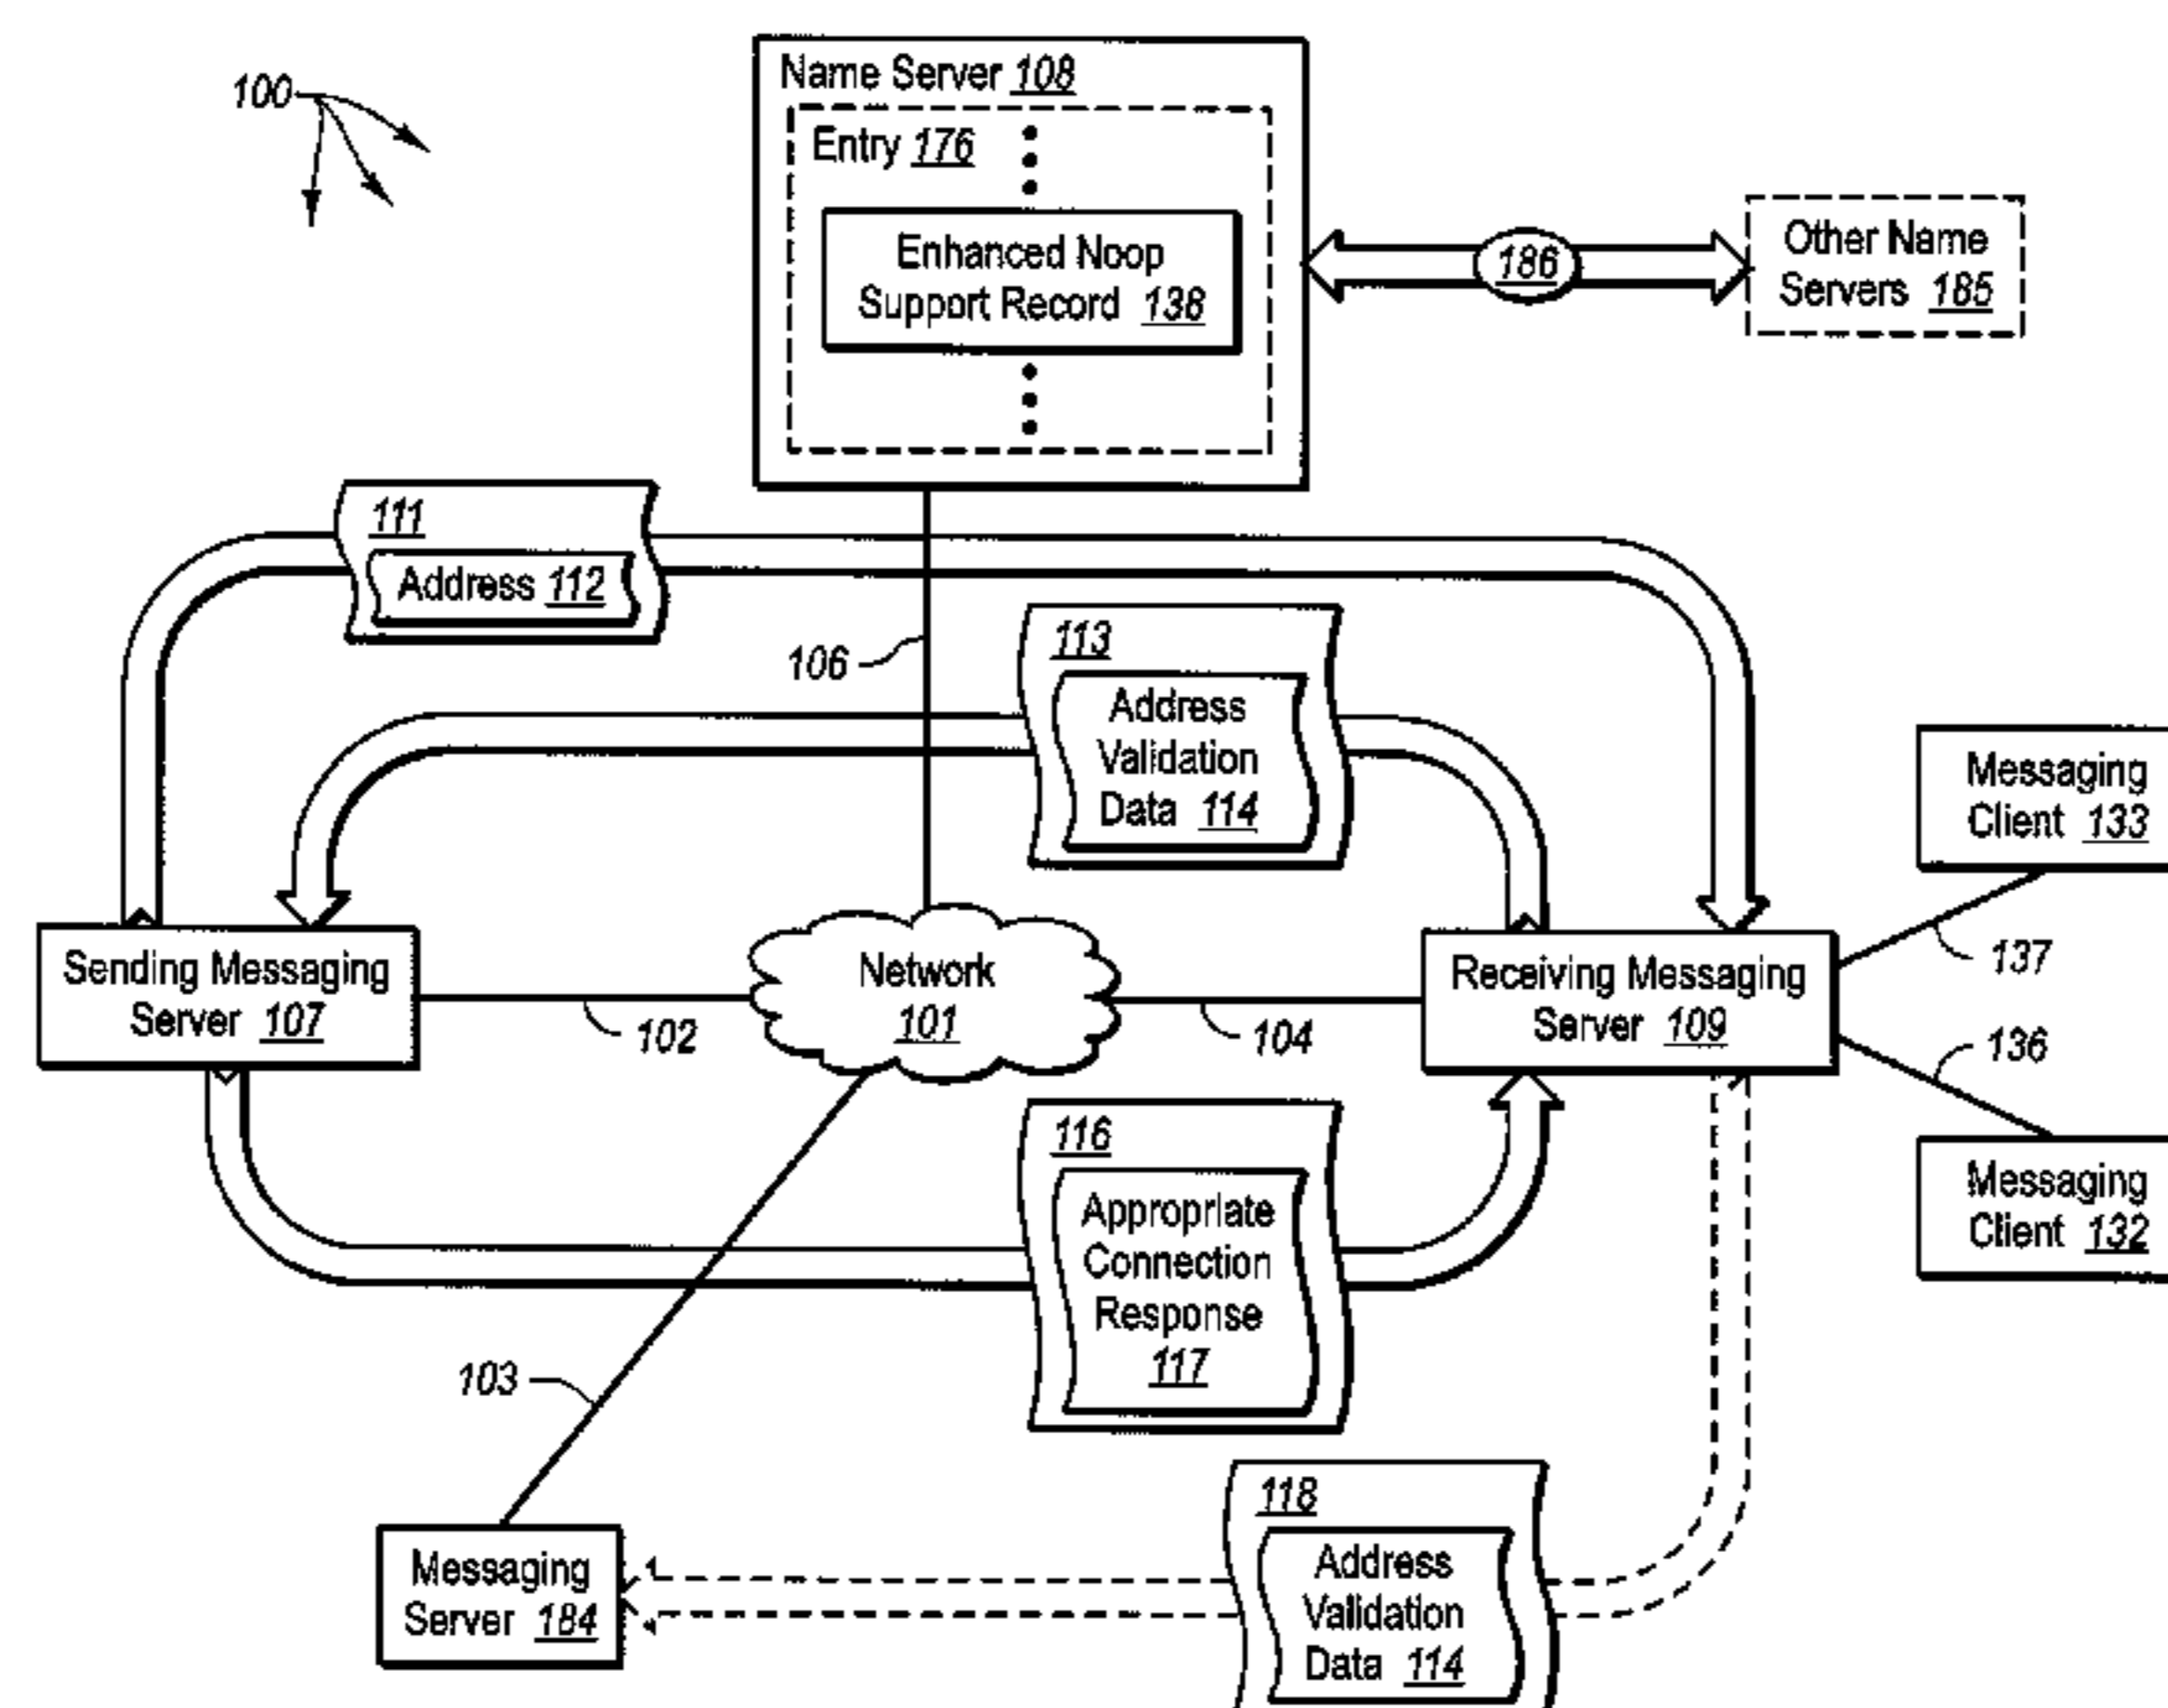 100
Name Server 108
Entry 176
Enhanced Noop
Support Record 138
186
Other Name
Servers 185
111
Address 112
106
113
Address
Validation
Data 114
Messaging
Client 133
Sending Messaging
Server 107
102
Network
101
104
Receiving Messaging
Server 109
137
136
116
Appropriate
Connection
Response
117
Messaging
Client 132
103
118
Address
Validation
Data 114
Messaging
Server 184